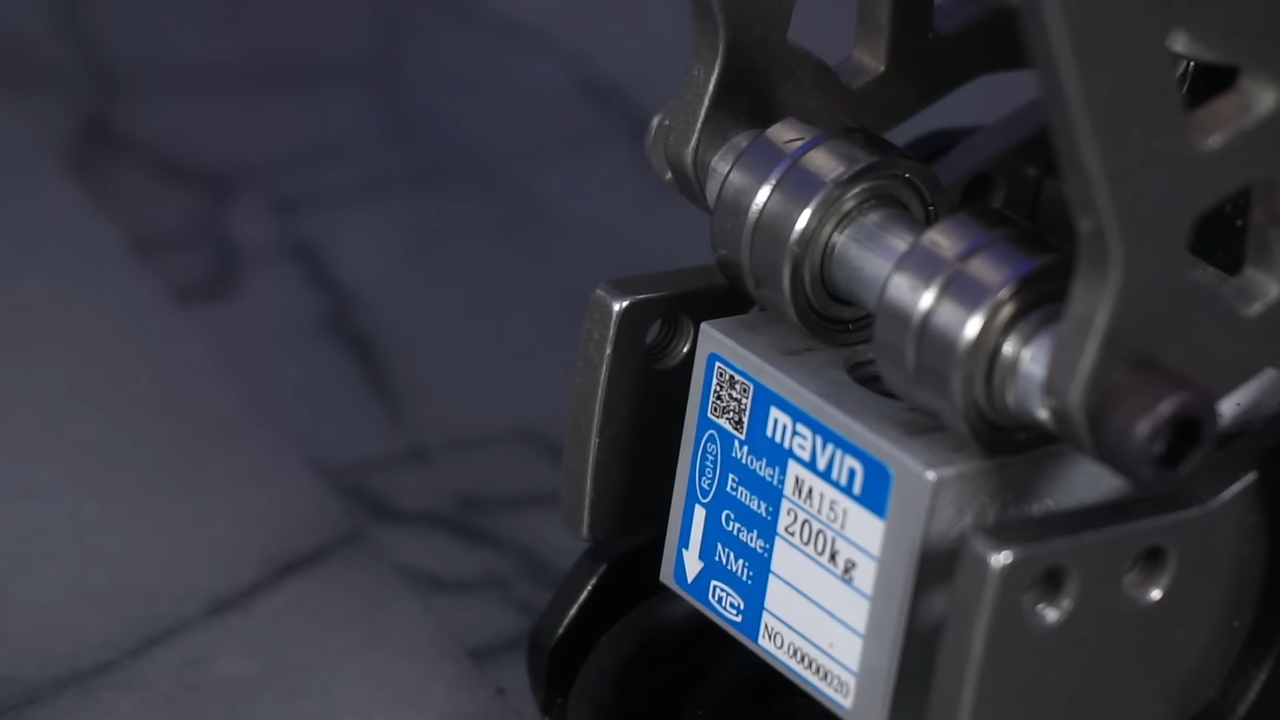 mavin
RoHS
Model: NA151
Emax: 200kg
Grade:
NMi:
MC
NO.00000020